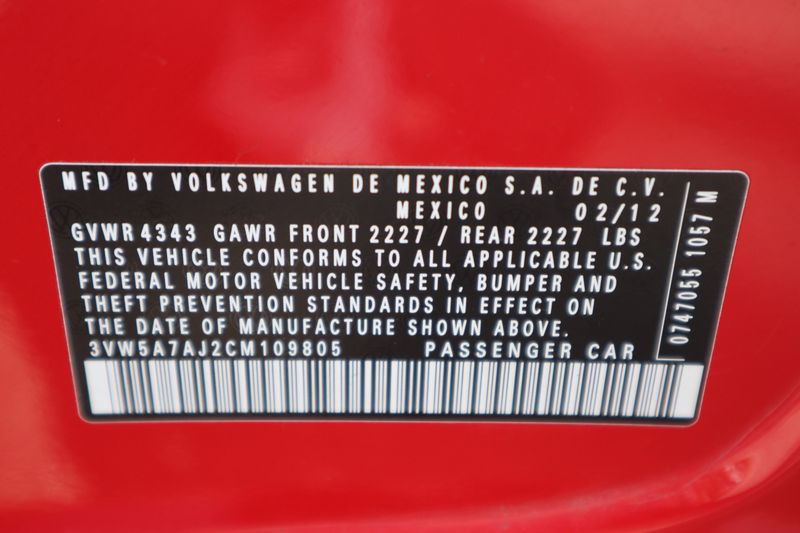 MFD BY VOLKSWAGEN DE MEXICO S.A. DE C.V.
MEXICO 02/12
GVWR 4343 GAWR FRONT 2227 / REAR 2227 LBS
THIS VEHICLE CONFORMS TO ALL APPLICABLE U.S.
FEDERAL MOTOR VEHICLE SAFETY, BUMPER AND
THEFT PREVENTION STANDARDS IN EFFECT ON
THE DATE OF MANUFACTURE SHOWN ABOVE.
3VW5A7AJ2CM109805 PASSENGER CAR
0747055 1057 M